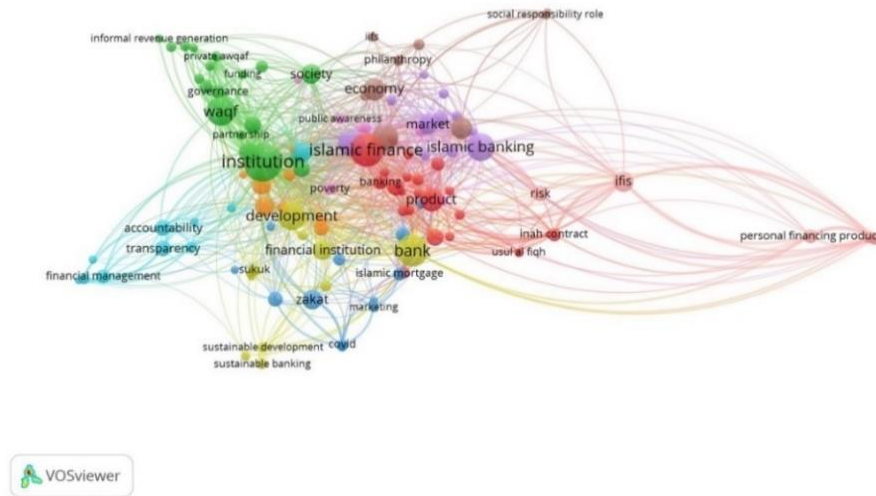 social responsibility role
informal revenue generation
iifs
private awqaf
philanthropy
funding
society
governance
economy
waqf
public awareness
market
partnership
islamic finance
islamic banking
institution
banking
ifis
poverty
risk
product
development
accountability
inah contract
personal financing product
transparency
financial institution
bank
usul al fiqh
financial management
sukuk
islamic mortgage
zakat
marketing
covid
sustainable development
sustainable banking
VOSviewer